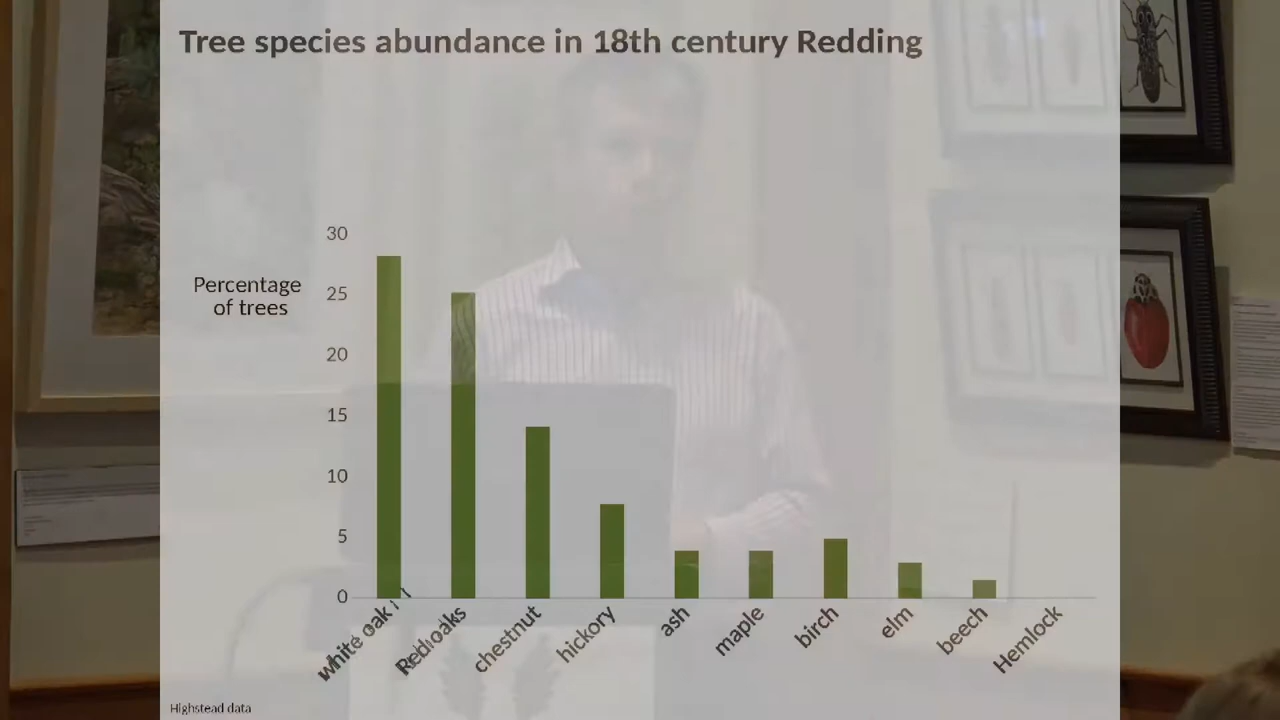 Tree species abundance in 18th century Redding
30
Percentage
of trees
25
20
15
10
5
0
white oak
Red oaks
chestnut
hickory
ash
maple
birch
elm
beech
Hemlock
Highstead data